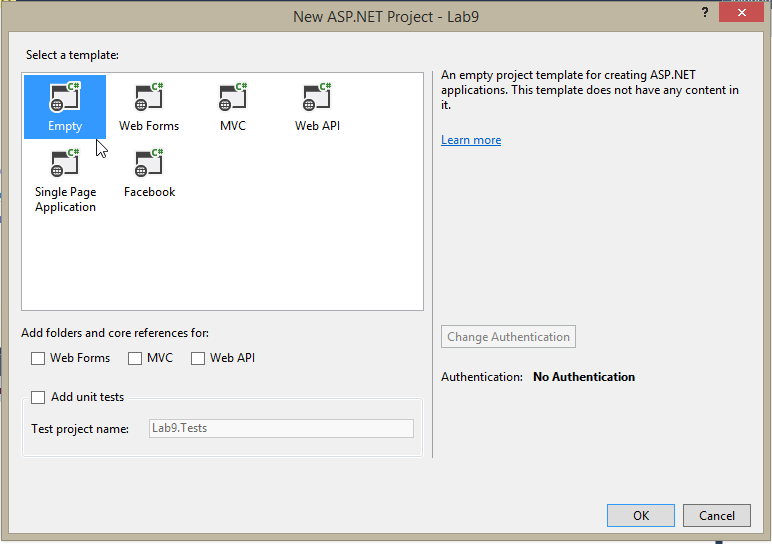 New ASP.NET Project - Lab9
?
Select a template:
C# C# C# C#
Empty Web Forms MVC Web API
C# C#
Single Page Facebook
Application
An empty project template for creating ASP.NET
applications. This template does not have any content in
it.
Learn more
Add folders and core references for:
Web Forms MVC Web API
Add unit tests
Test project name: Lab9.Tests
Change Authentication
Authentication: No Authentication
OK Cancel